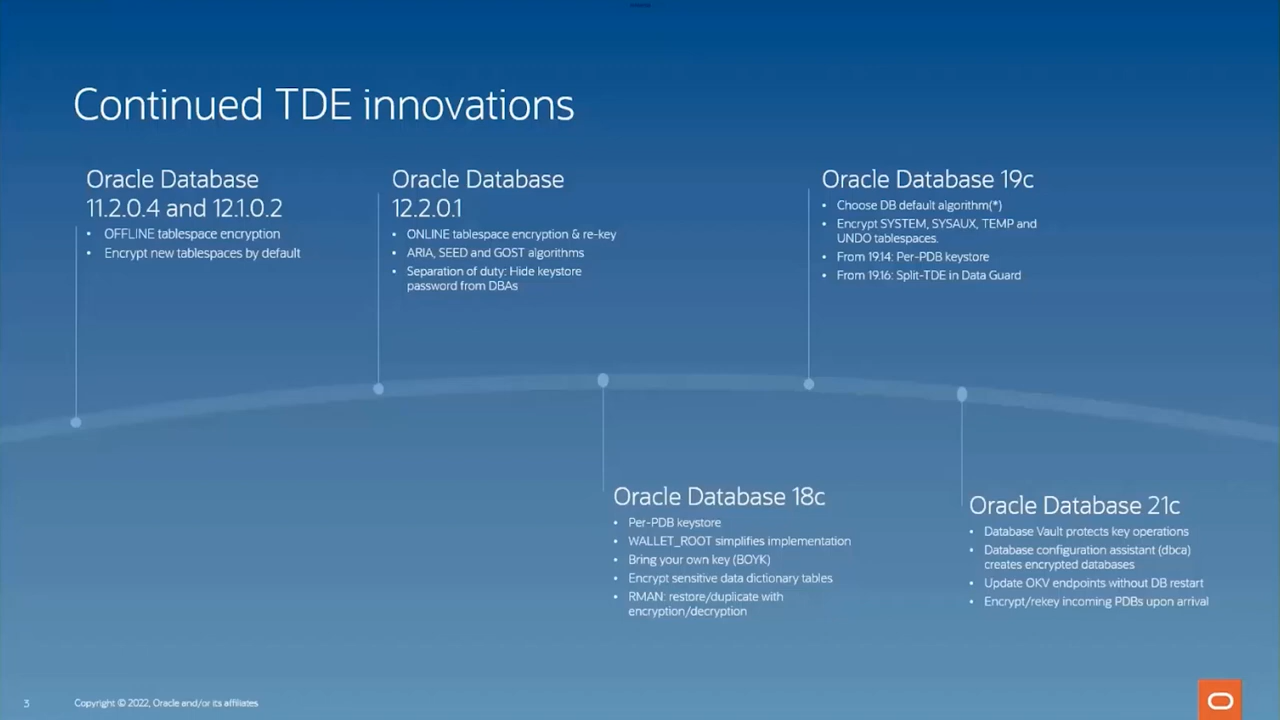 Continued TDE innovations
Oracle Database
11.2.0.4 and 12.1.0.2
• OFFLINE tablespace encryption
• Encrypt new tablespaces by default
Oracle Database
12.2.0.1
• ONLINE tablespace encryption & re-key
• ARIA, SEED and GOST algorithms
• Separation of duty: Hide keystore
password from DBAs
Oracle Database 18c
• Per-PDB keystore
• WALLET_ROOT simplifies implementation
• Bring your own key (BOYK)
• Encrypt sensitive data dictionary tables
• RMAN: restore/duplicate with
encryption/decryption
Oracle Database 19c
• Choose DB default algorithm(*)
• Encrypt SYSTEM, SYSAUX, TEMP and
UNDO tablespaces.
• From 19.14: Per-PDB keystore
• From 19.16: Split-TDE in Data Guard
Oracle Database 21c
• Database Vault protects key operations
• Database configuration assistant (dbca)
creates encrypted databases
• Update OKV endpoints without DB restart
• Encrypt/rekey incoming PDBs upon arrival
3
Copyright © 2022, Oracle and/or its affiliates